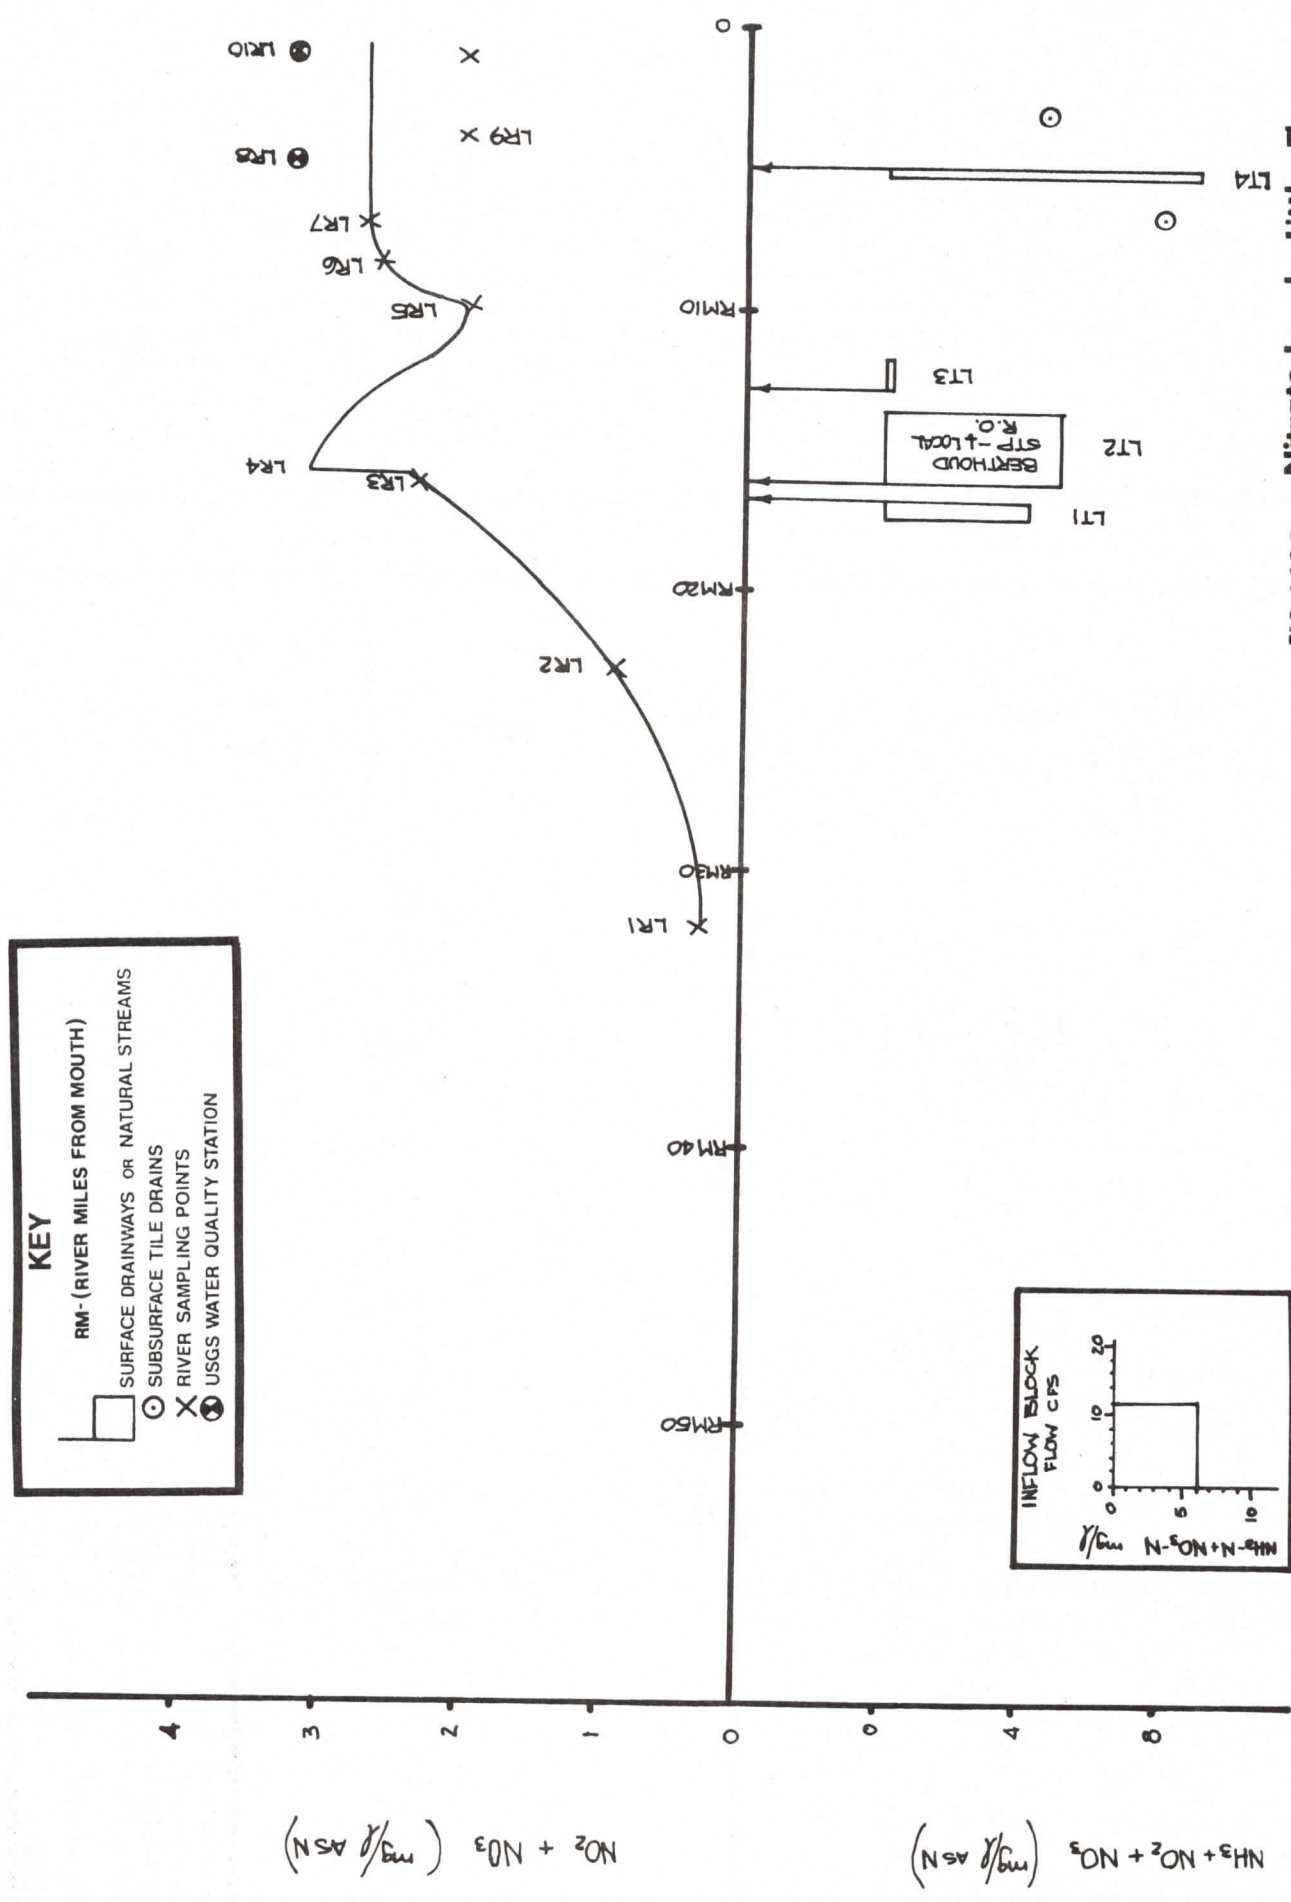 KEY
RM-(RIVER MILES FROM MOUTH)
SURFACE DRAINWAYS OR NATURAL STREAMS
SUBSURFACE TILE DRAINS
RIVER SAMPLING POINTS
USGS WATER QUALITY STATION
NO2 + NO3 (mg/l AS N)
4
3
2
1
0
NH3 + NO2 + NO3 (mg/l AS N)
0
4
8
RM50
RM40
RM30
RM20
RM10
0
LR1
LR2
LR3
LR4
LR5
LR6
LR7
LR8
LR9
LR10
LT1
BERTHOUD
STP-+LOCAL
R.O.
LT2
LT3
LT4
INFLOW BLOCK
FLOW CFS
0
10
20
0
5
10
NH3-N+NO3-N mg/l